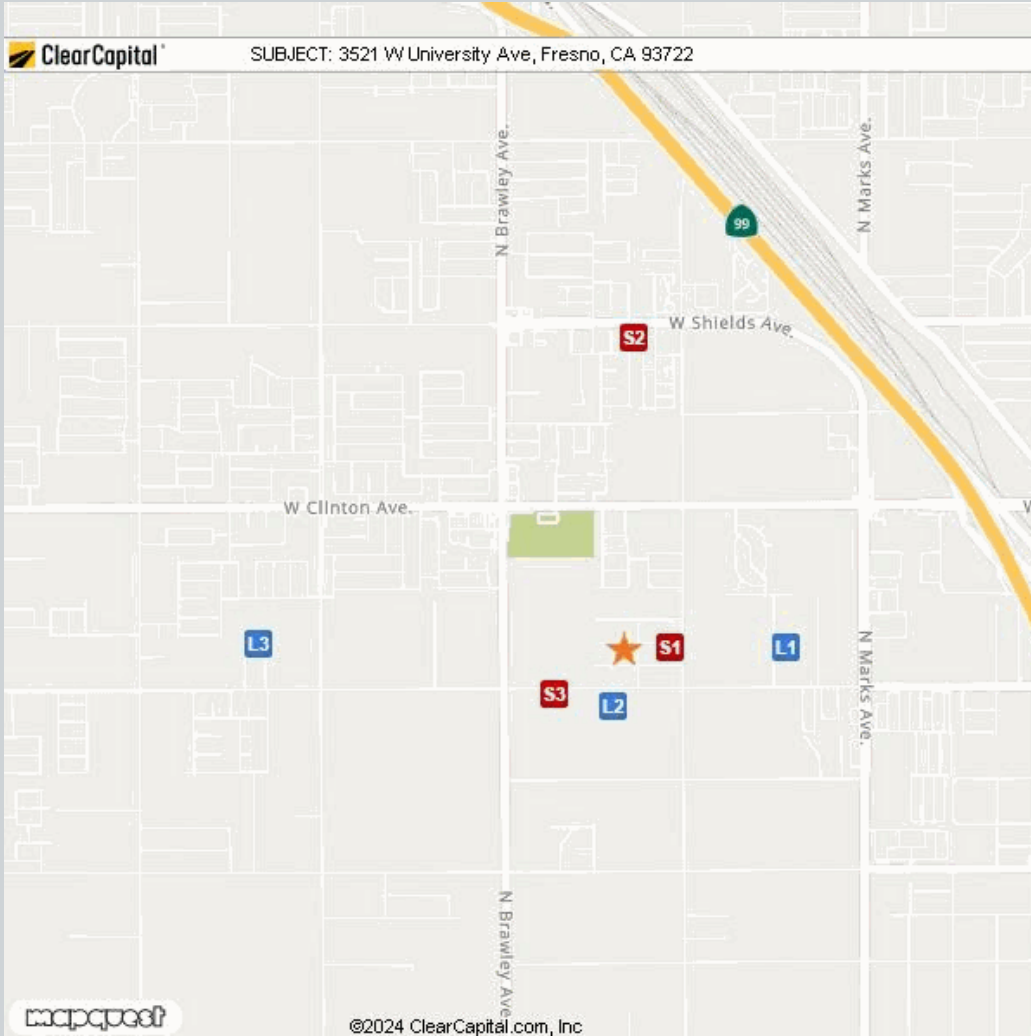 ClearCapital
SUBJECT: 3521 W University Ave, Fresno, CA 93722
N Brawley Ave.
N Marks Ave.
99
W Shields Ave.
S2
W Clinton Ave.
W
L3
S1
L1
S3
L2
N Marks Ave.
N Brawley Ave
mapquest
©2024 ClearCapital.com, Inc